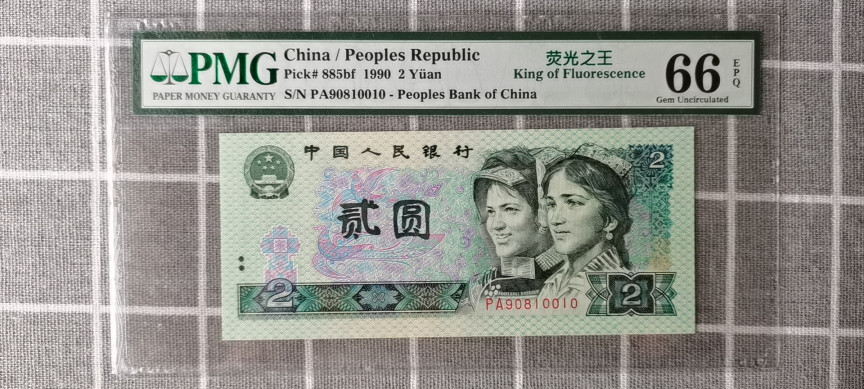 PMG
PAPER MONEY GUARANTY
China / Peoples Republic
Pick# 885bf 1990 2 Yüan
S/N PA90810010 - Peoples Bank of China
荧光之王
King of Fluorescence
66
EPQ
Gem Uncirculated
中国人民银行
2
贰圆
2
PA90810010
2